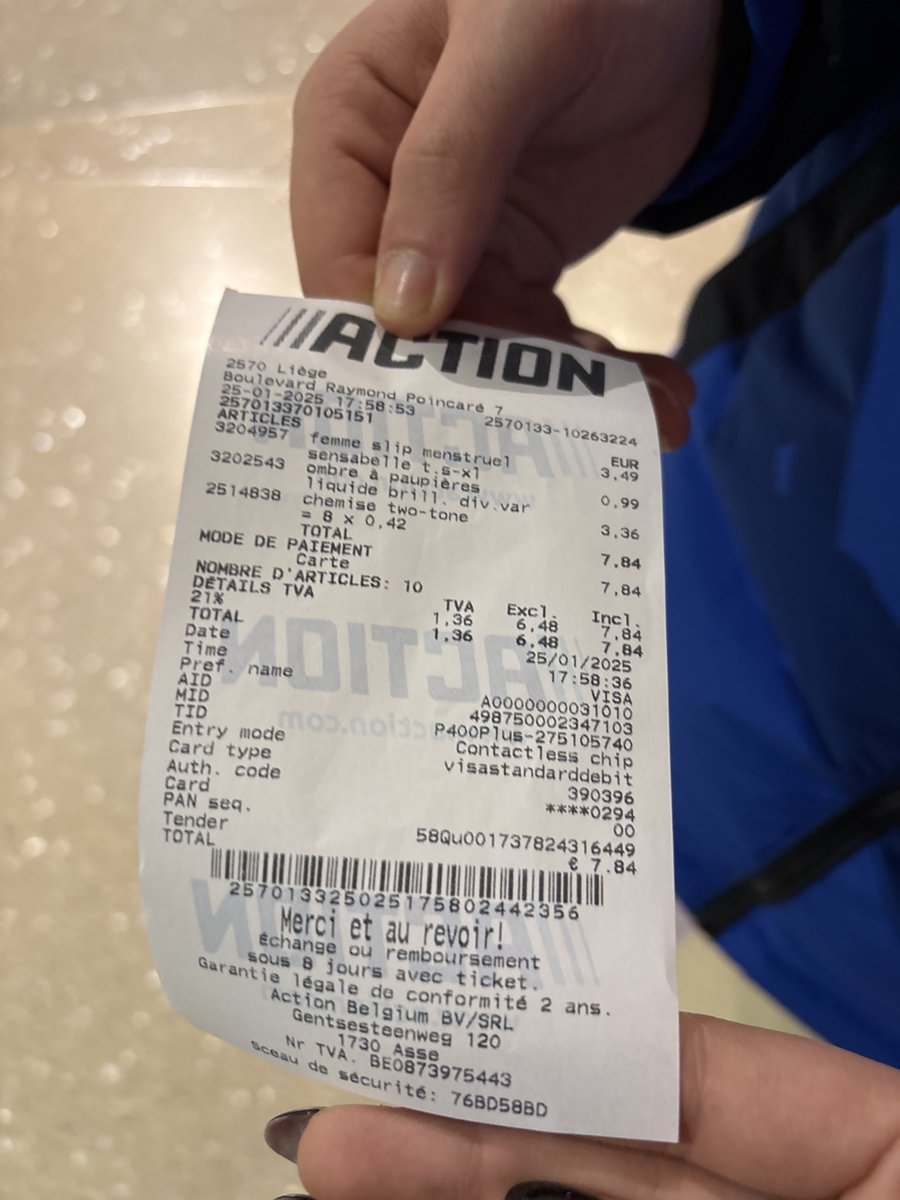 ///ACTION
2570 Liège
Boulevard Raymond Poincaré 7
25-01-2025 17:58:53 2570133-10263224
257013370105151
ARTICLES EUR
3204957 femme slip menstruel 3,49
sensabelle t.s-xl
3202543 ombre à paupières 0,99
liquide brill. div.var
2514838 chemise two-tone 3,36
= 8 x 0,42
TOTAL 7,84
MODE DE PAIEMENT
Carte 7,84
NOMBRE D'ARTICLES: 10
DÉTAILS TVA TVA Excl. Incl.
21% 1,36 6,48 7,84
TOTAL 1,36 6,48 7,84
Date 25/01/2025
Time 17:58:36
Pref. name VISA
AID A0000000031010
MID 498750002347103
TID P400Plus-275105740
Entry mode Contactless chip
Card type visastandarddebit
Auth. code 390396
Card ****0294
PAN seq. 00
Tender 58Qu001737824316449
TOTAL € 7.84
257013325025175802442356
Merci et au revoir!
Échange ou remboursement
sous 8 jours avec ticket.
Garantie légale de conformité 2 ans.
Action Belgium BV/SRL
Gentsesteenweg 120
1730 Asse
Nr TVA. BE0873975443
Sceau de sécurité: 76BD58BD